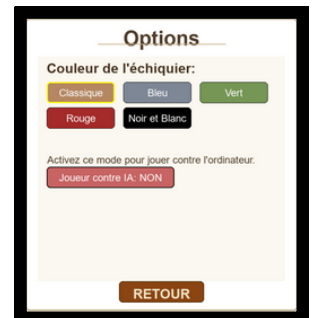 Options
Couleur de l'échiquier:
Classique Bleu Vert
Rouge Noir et Blanc
Activez ce mode pour jouer contre l'ordinateur.
Joueur contre IA: NON
RETOUR